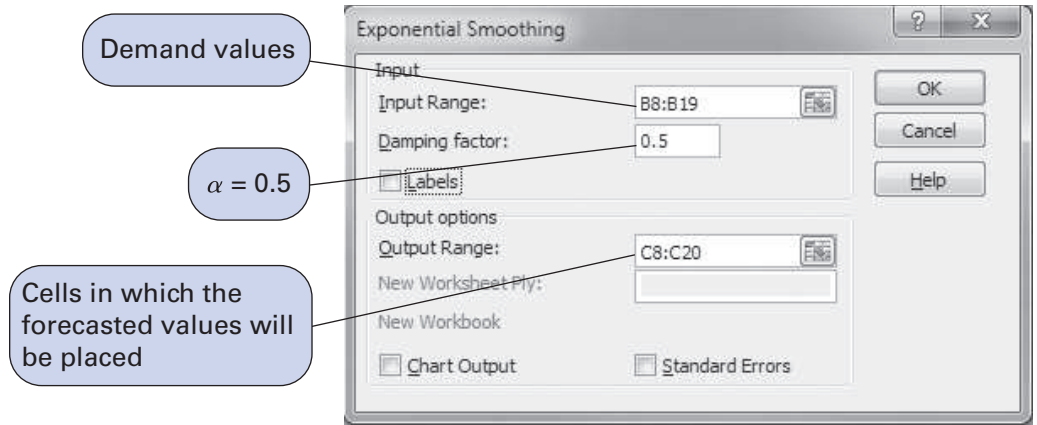 Demand values
α = 0.5
Cells in which the
forecasted values will
be placed
Exponential Smoothing
Input
Input Range:
B8:B19
Damping factor:
0.5
Labels
Output options
Output Range:
C8:C20
New Worksheet Ply:
New Workbook
Chart Output
Standard Errors
OK
Cancel
Help